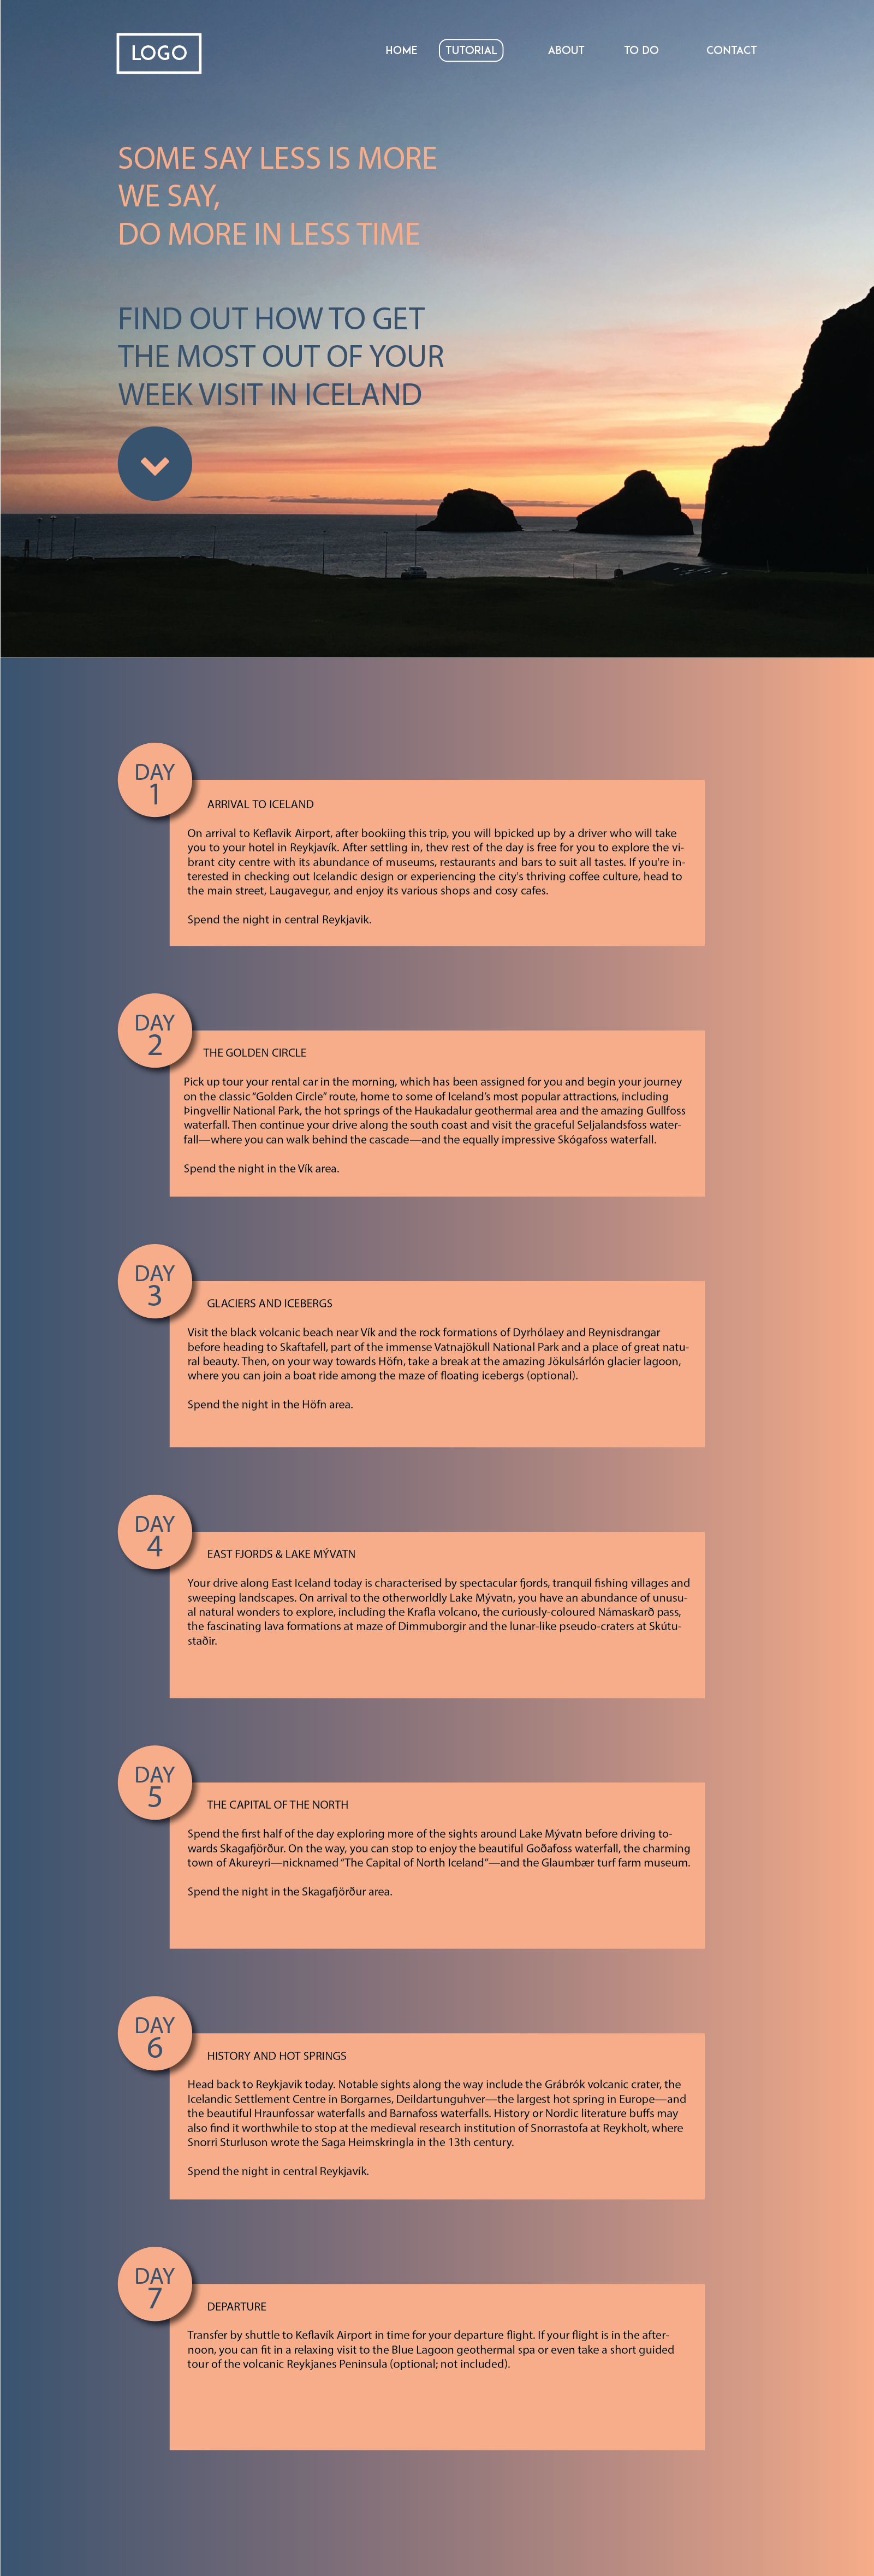 LOGO
HOME TUTORIAL ABOUT TO DO CONTACT
SOME SAY LESS IS MORE
WE SAY,
DO MORE IN LESS TIME
FIND OUT HOW TO GET
THE MOST OUT OF YOUR
WEEK VISIT IN ICELAND
DAY
1
ARRIVAL TO ICELAND
On arrival to Keflavik Airport, after bookiing this trip, you will bpicked up by a driver who will take
you to your hotel in Reykjavík. After settling in, thev rest of the day is free for you to explore the vi-
brant city centre with its abundance of museums, restaurants and bars to suit all tastes. If you're in-
terested in checking out Icelandic design or experiencing the city's thriving coffee culture, head to
the main street, Laugavegur, and enjoy its various shops and cosy cafes.
Spend the night in central Reykjavik.
DAY
2
THE GOLDEN CIRCLE
Pick up tour your rental car in the morning, which has been assigned for you and begin your journey
on the classic “Golden Circle” route, home to some of Iceland’s most popular attractions, including
Þingvellir National Park, the hot springs of the Haukadalur geothermal area and the amazing Gullfoss
waterfall. Then continue your drive along the south coast and visit the graceful Seljalandsfoss water-
fall—where you can walk behind the cascade—and the equally impressive Skógafoss waterfall.
Spend the night in the Vík area.
DAY
3
GLACIERS AND ICEBERGS
Visit the black volcanic beach near Vík and the rock formations of Dyrhólaey and Reynisdrangar
before heading to Skaftafell, part of the immense Vatnajökull National Park and a place of great natu-
ral beauty. Then, on your way towards Höfn, take a break at the amazing Jökulsárlón glacier lagoon,
where you can join a boat ride among the maze of floating icebergs (optional).
Spend the night in the Höfn area.
DAY
4
EAST FJORDS & LAKE MÝVATN
Your drive along East Iceland today is characterised by spectacular fjords, tranquil fishing villages and
sweeping landscapes. On arrival to the otherworldly Lake Mývatn, you have an abundance of unusu-
al natural wonders to explore, including the Krafla volcano, the curiously-coloured Námaskarð pass,
the fascinating lava formations at maze of Dimmuborgir and the lunar-like pseudo-craters at Skútu-
staðir.
DAY
5
THE CAPITAL OF THE NORTH
Spend the first half of the day exploring more of the sights around Lake Mývatn before driving to-
wards Skagafjörður. On the way, you can stop to enjoy the beautiful Goðafoss waterfall, the charming
town of Akureyri—nicknamed “The Capital of North Iceland”—and the Glaumbær turf farm museum.
Spend the night in the Skagafjörður area.
DAY
6
HISTORY AND HOT SPRINGS
Head back to Reykjavik today. Notable sights along the way include the Grábrók volcanic crater, the
Icelandic Settlement Centre in Borgarnes, Deildartunguhver—the largest hot spring in Europe—and
the beautiful Hraunfossar waterfalls and Barnafoss waterfalls. History or Nordic literature buffs may
also find it worthwhile to stop at the medieval research institution of Snorrastofa at Reykholt, where
Snorri Sturluson wrote the Saga Heimskringla in the 13th century.
Spend the night in central Reykjavík.
DAY
7
DEPARTURE
Transfer by shuttle to Keflavík Airport in time for your departure flight. If your flight is in the after-
noon, you can fit in a relaxing visit to the Blue Lagoon geothermal spa or even take a short guided
tour of the volcanic Reykjanes Peninsula (optional; not included).